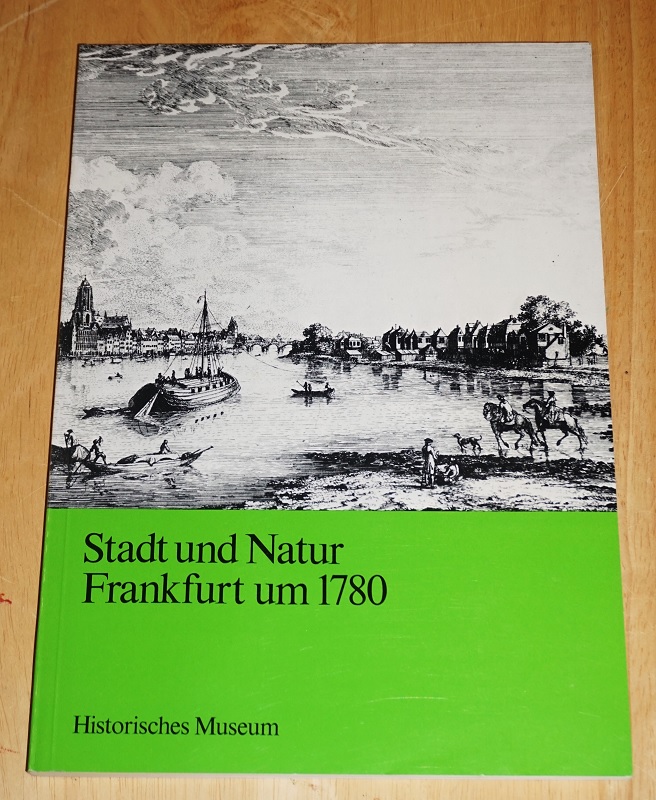 Stadt und Natur
Frankfurt um 1780
Historisches Museum